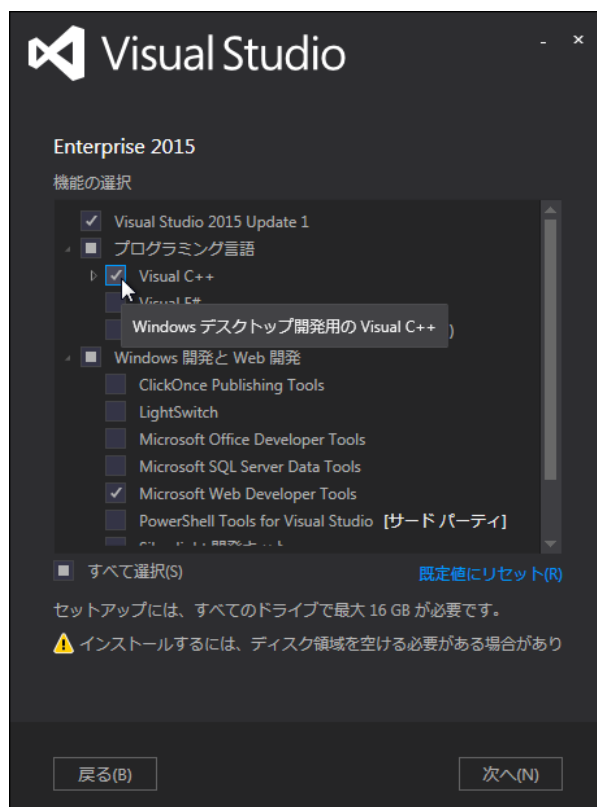 Visual Studio
Enterprise 2015
機能の選択
Visual Studio 2015 Update 1
プログラミング言語
Visual C++
Visual F#
Windows デスクトップ開発用の Visual C++
)
Windows 開発と Web 開発
ClickOnce Publishing Tools
LightSwitch
Microsoft Office Developer Tools
Microsoft SQL Server Data Tools
Microsoft Web Developer Tools
PowerShell Tools for Visual Studio [サード パーティ]
すべて選択(S)
既定値にリセット(R)
セットアップには、すべてのドライブで最大 16 GB が必要です。
インストールするには、ディスク領域を空ける必要がある場合があり
戻る(B)
次へ(N)